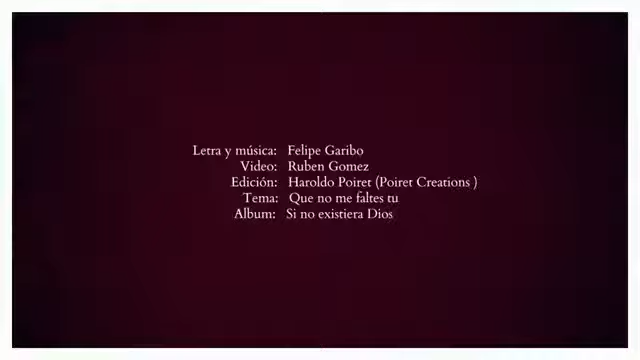 Letra y música: Felipe Garibo
Video: Ruben Gomez
Edición: Haroldo Poiret (Poiret Creations )
Tema: Que no me faltes tu
Album: Si no existiera Dios